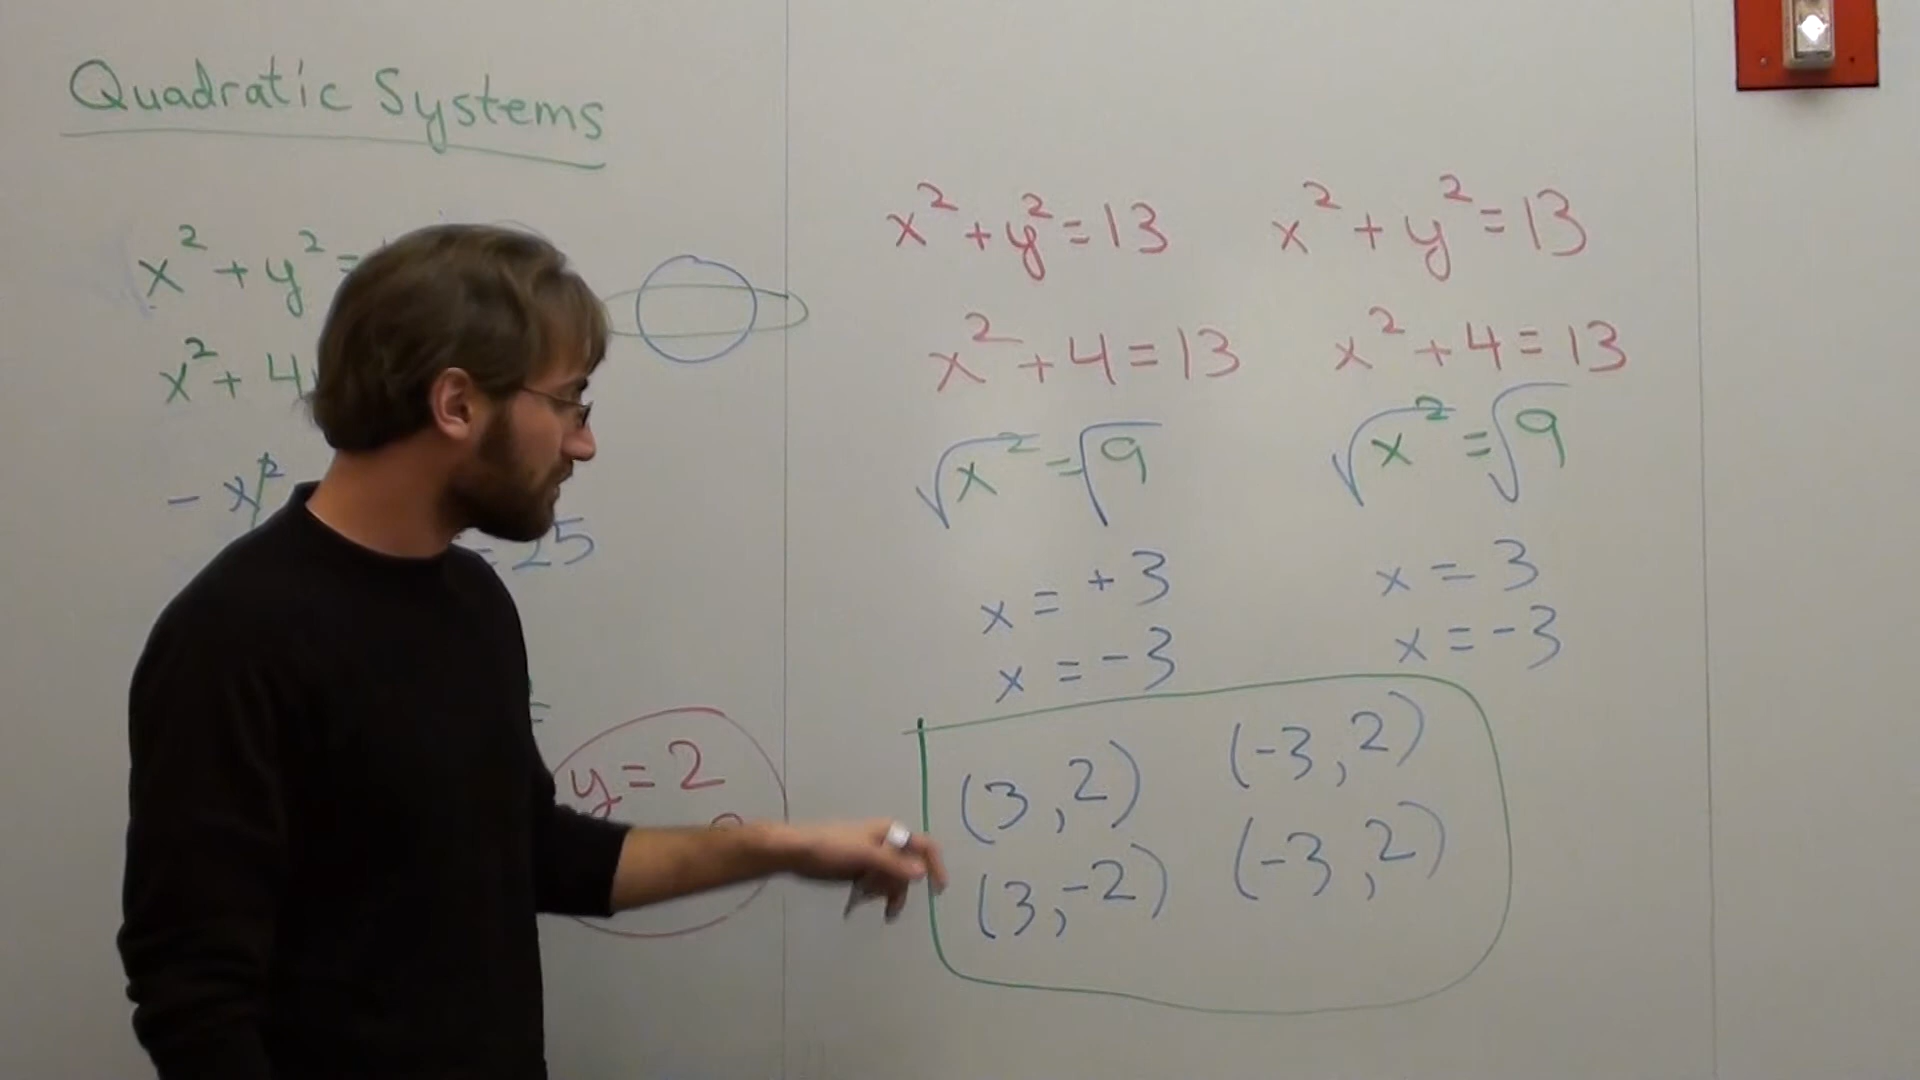 Quadratic Systems
x² + y² =
x² + 4
- x²
= 25
=
y = 2
x² + y² = 13
x² + 4 = 13
√x² = √9
x = +3
x = -3
x² + y² = 13
x² + 4 = 13
√x² = √9
x = 3
x = -3
(3, 2) (-3, 2)
(3, -2) (-3, 2)